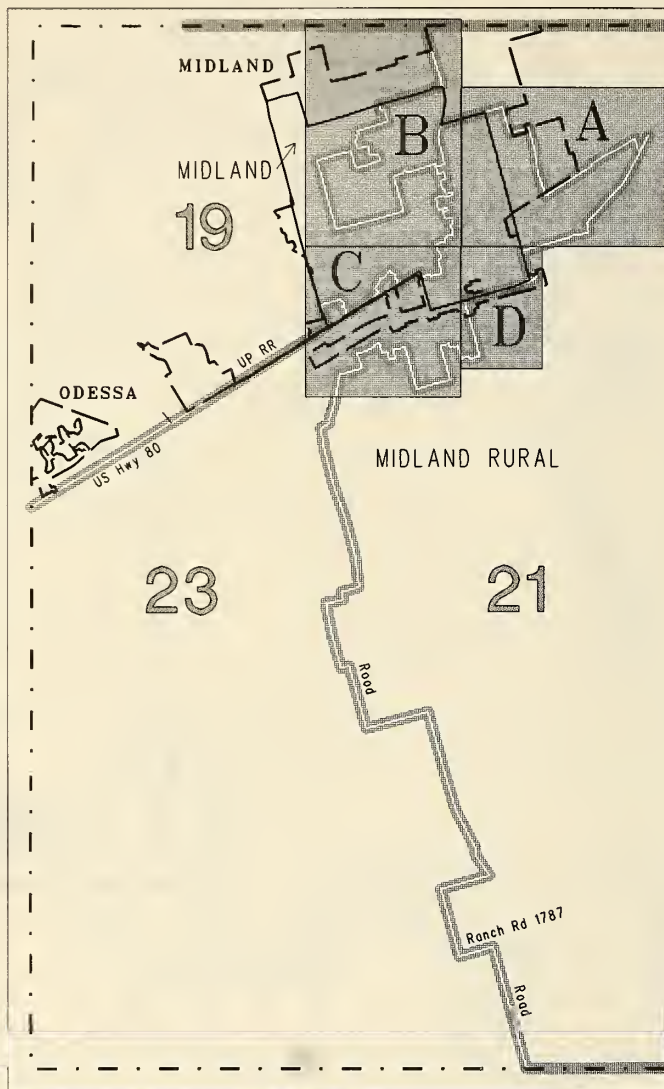 MIDLAND
A
B
MIDLAND
19
C
D
UP RR
ODESSA
US Hwy 80
MIDLAND RURAL
23
21
Road
Ranch Rd 1787
Road